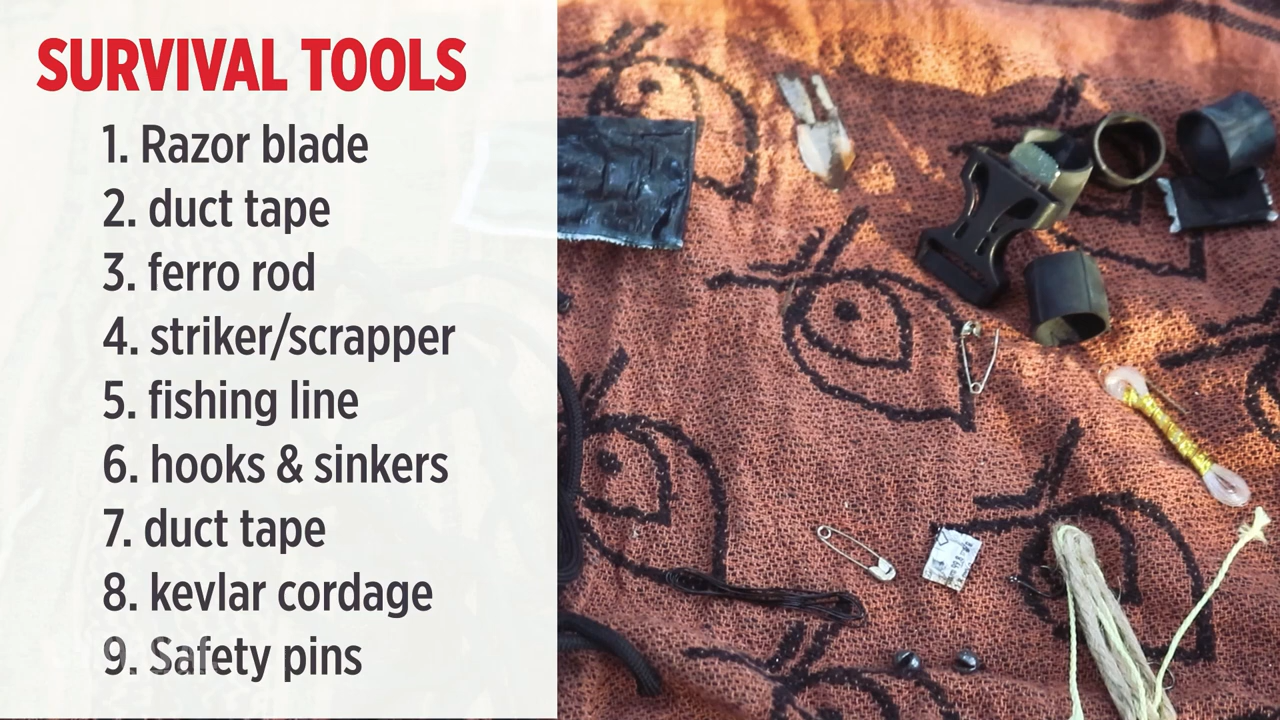 SURVIVAL TOOLS
1. Razor blade
2. duct tape
3. ferro rod
4. striker/scrapper
5. fishing line
6. hooks & sinkers
7. duct tape
8. kevlar cordage
9. Safety pins